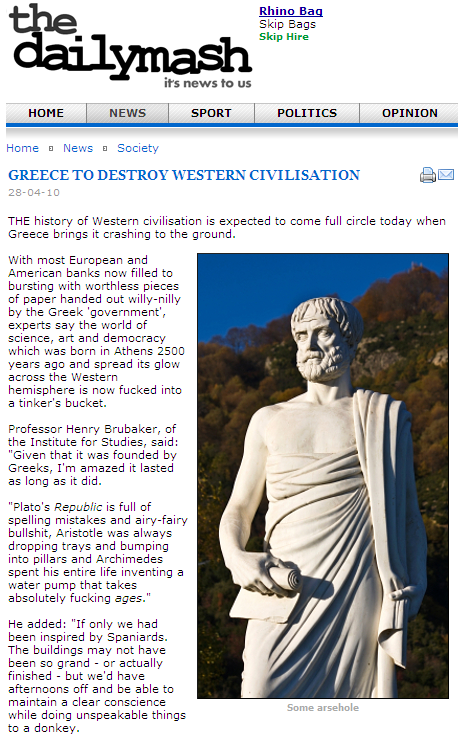 the
dailymash
it's news to us
Rhino Bag
Skip Bags
Skip Hire
HOME NEWS SPORT POLITICS OPINION
Home News Society
GREECE TO DESTROY WESTERN CIVILISATION
28-04-10
THE history of Western civilisation is expected to come full circle today when
Greece brings it crashing to the ground.
With most European and
American banks now filled to
bursting with worthless pieces
of paper handed out willy-nilly
by the Greek 'government',
experts say the world of
science, art and democracy
which was born in Athens 2500
years ago and spread its glow
across the Western
hemisphere is now fucked into
a tinker's bucket.
Professor Henry Brubaker, of
the Institute for Studies, said:
"Given that it was founded by
Greeks, I'm amazed it lasted
as long as it did.
"Plato's Republic is full of
spelling mistakes and airy-fairy
bullshit, Aristotle was always
dropping trays and bumping
into pillars and Archimedes
spent his entire life inventing a
water pump that takes
absolutely fucking ages."
He added: "If only we had
been inspired by Spaniards.
The buildings may not have
been so grand - or actually
finished - but we'd have
afternoons off and be able to
maintain a clear conscience
while doing unspeakable things
to a donkey.
Some arsehole